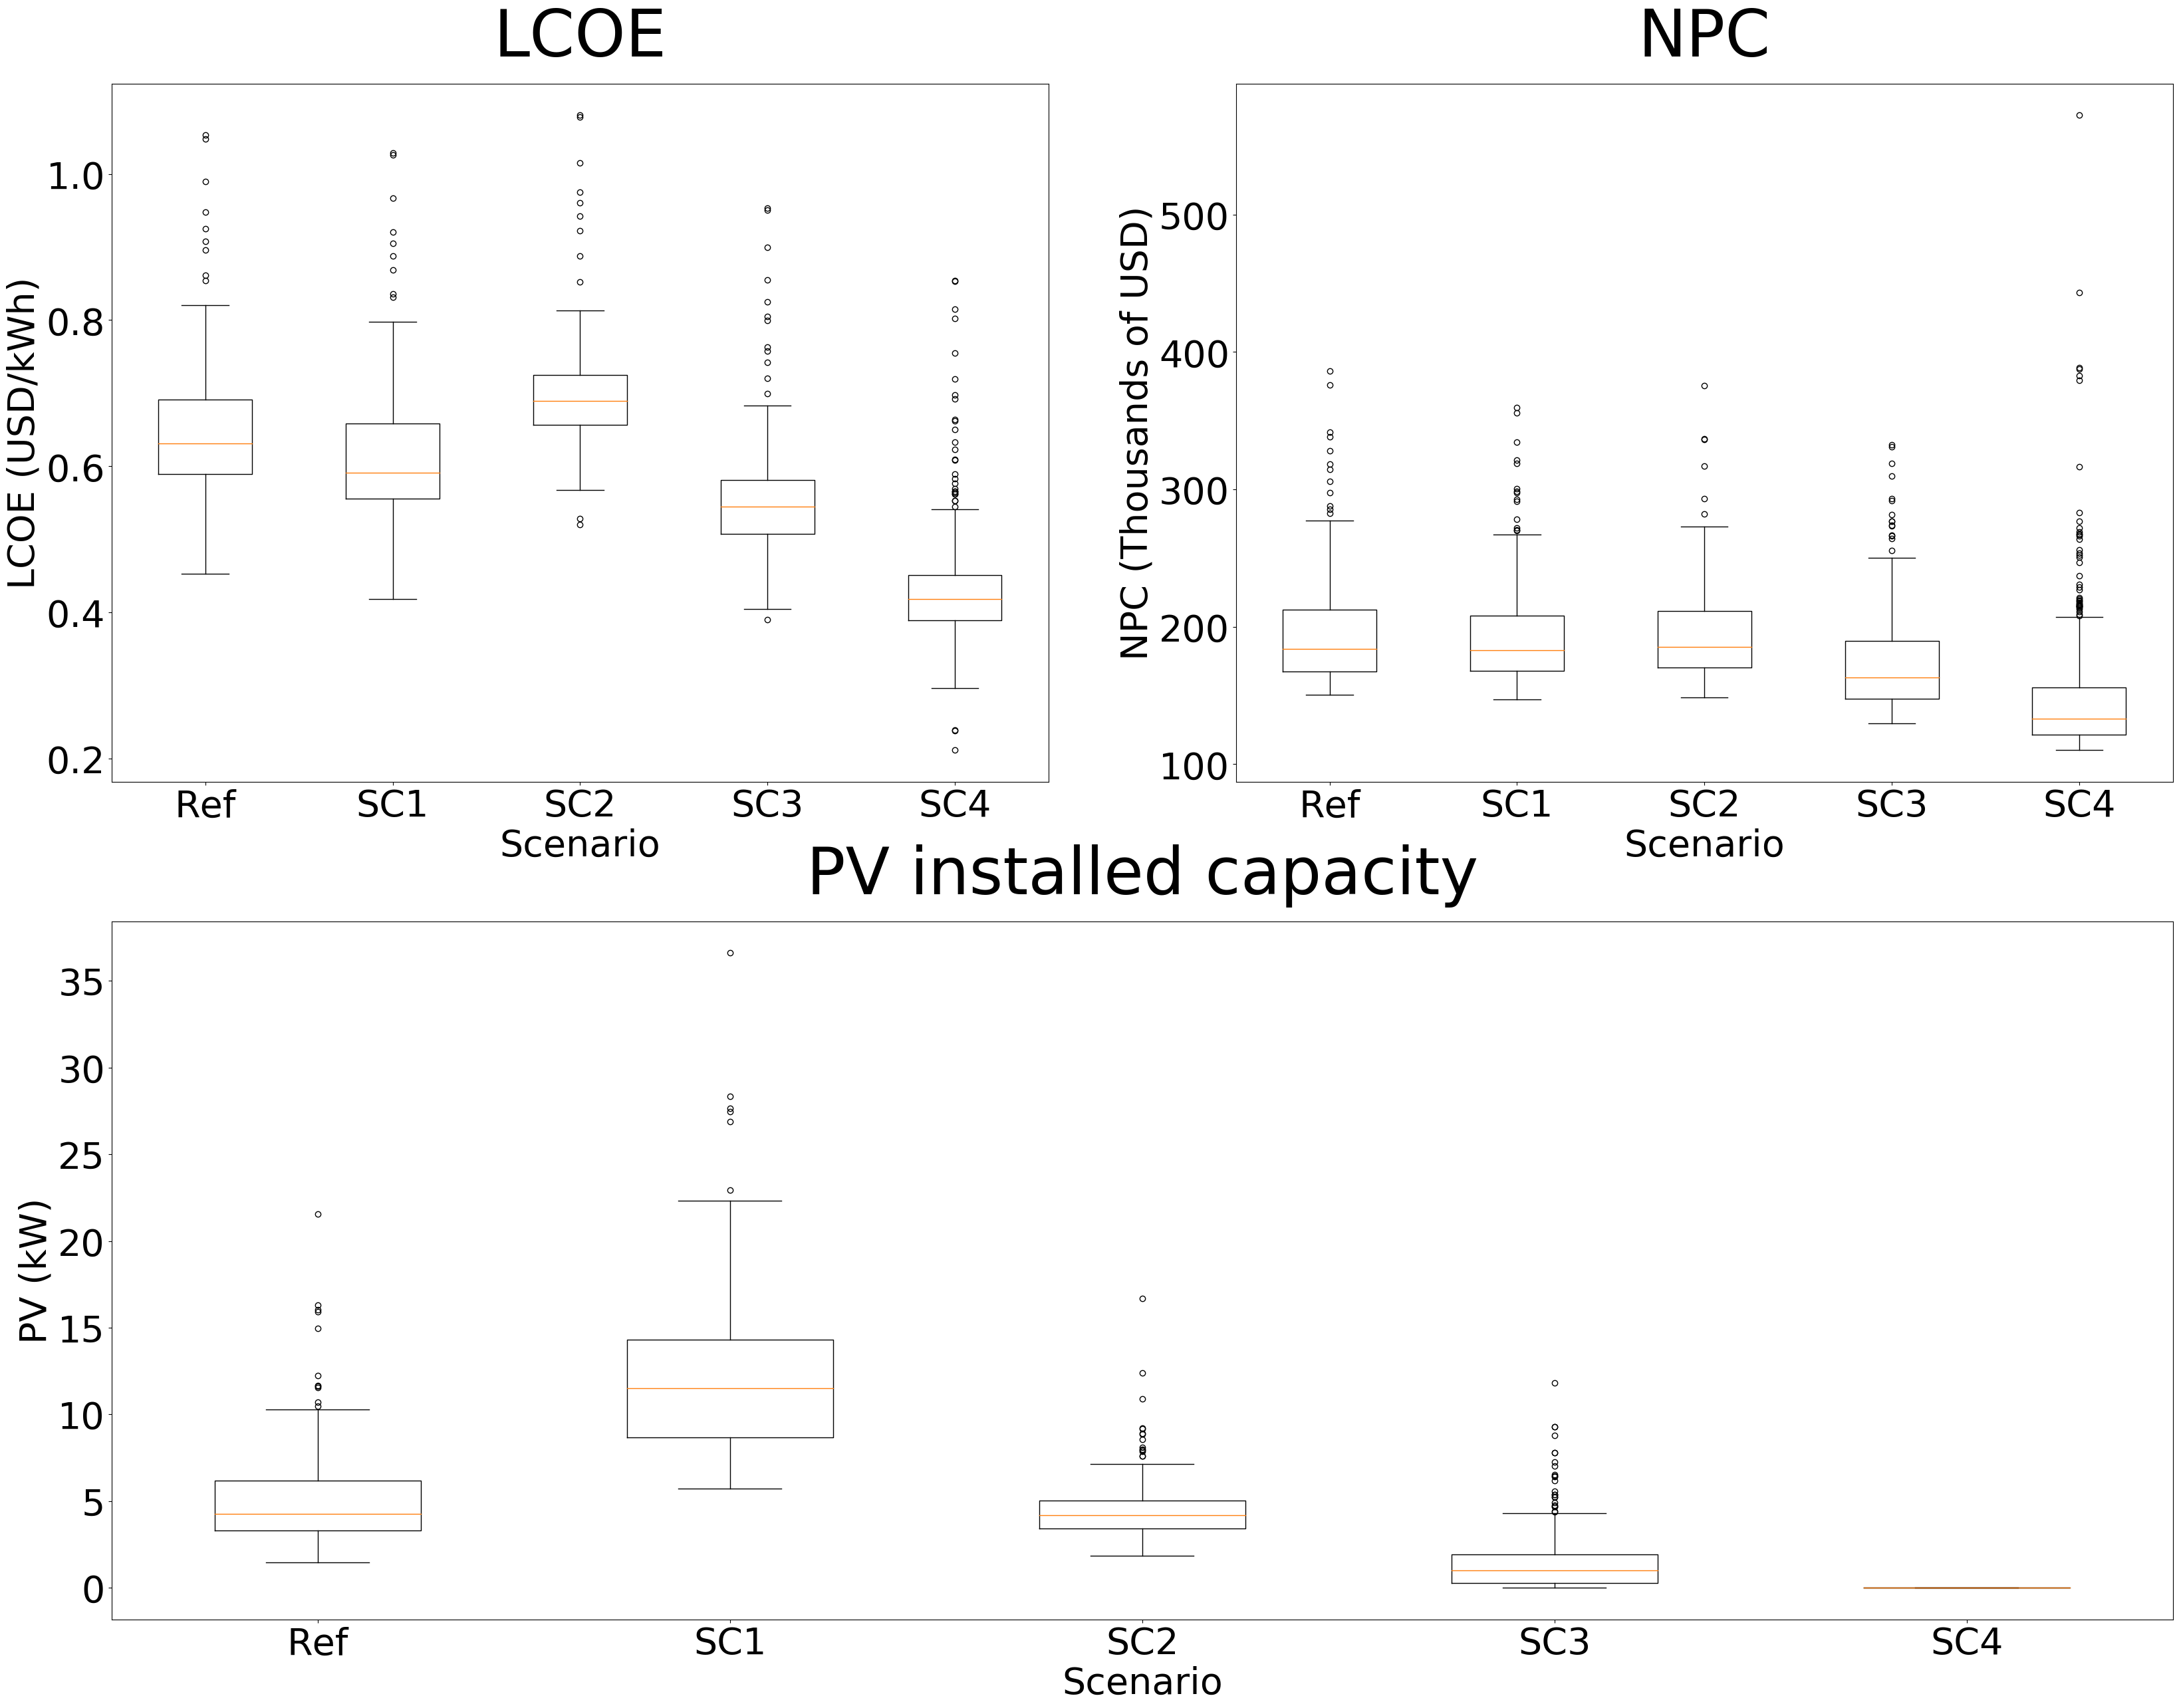 LCOE
LCOE (USD/kWh)
1.0
0.8
0.6
0.4
0.2
Ref SC1 SC2 SC3 SC4
Scenario
NPC
NPC (Thousands of USD)
500
400
300
200
100
Ref SC1 SC2 SC3 SC4
Scenario
PV installed capacity
PV (kW)
35
30
25
20
15
10
5
0
Ref SC1 SC2 SC3 SC4
Scenario